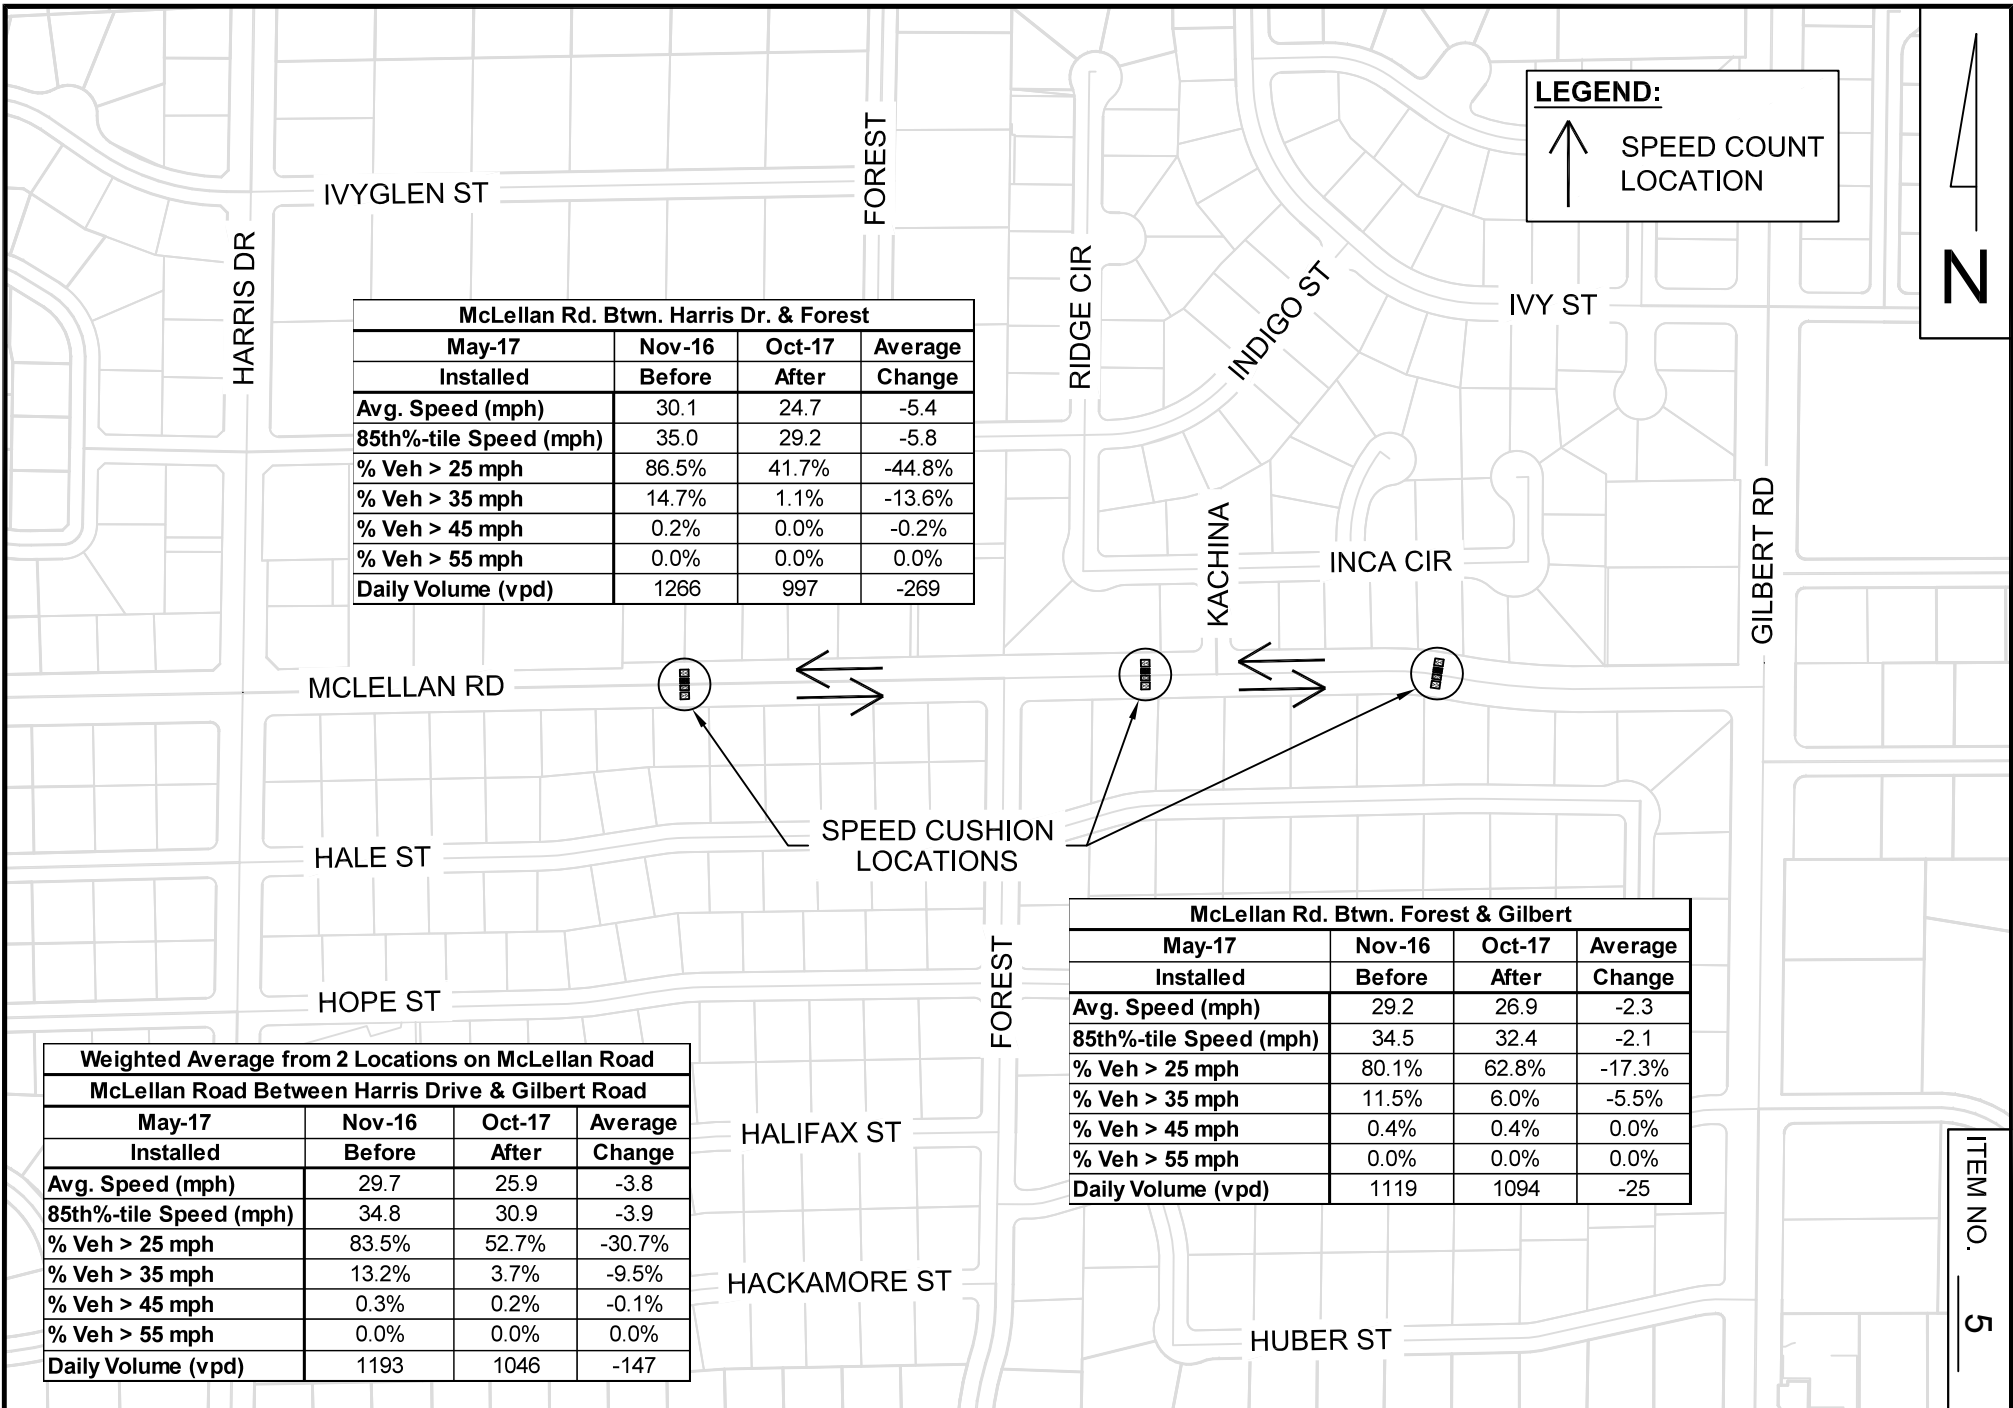 LEGEND:
SPEED COUNT
LOCATION
N
IVYGLEN ST
FOREST
HARRIS DR
RIDGE CIR
INDIGO ST
IVY ST
McLellan Rd. Btwn. Harris Dr. & Forest
May-17 Nov-16 Oct-17 Average
Installed Before After Change
Avg. Speed (mph) 30.1 24.7 -5.4
85th%-tile Speed (mph) 35.0 29.2 -5.8
% Veh > 25 mph 86.5% 41.7% -44.8%
% Veh > 35 mph 14.7% 1.1% -13.6%
% Veh > 45 mph 0.2% 0.0% -0.2%
% Veh > 55 mph 0.0% 0.0% 0.0%
Daily Volume (vpd) 1266 997 -269
KACHINA
INCA CIR
GILBERT RD
MCLELLAN RD
SPEED CUSHION
LOCATIONS
HALE ST
HOPE ST
FOREST
McLellan Rd. Btwn. Forest & Gilbert
May-17 Nov-16 Oct-17 Average
Installed Before After Change
Avg. Speed (mph) 29.2 26.9 -2.3
85th%-tile Speed (mph) 34.5 32.4 -2.1
% Veh > 25 mph 80.1% 62.8% -17.3%
% Veh > 35 mph 11.5% 6.0% -5.5%
% Veh > 45 mph 0.4% 0.4% 0.0%
% Veh > 55 mph 0.0% 0.0% 0.0%
Daily Volume (vpd) 1119 1094 -25
Weighted Average from 2 Locations on McLellan Road
McLellan Road Between Harris Drive & Gilbert Road
May-17 Nov-16 Oct-17 Average
Installed Before After Change
Avg. Speed (mph) 29.7 25.9 -3.8
85th%-tile Speed (mph) 34.8 30.9 -3.9
% Veh > 25 mph 83.5% 52.7% -30.7%
% Veh > 35 mph 13.2% 3.7% -9.5%
% Veh > 45 mph 0.3% 0.2% -0.1%
% Veh > 55 mph 0.0% 0.0% 0.0%
Daily Volume (vpd) 1193 1046 -147
HALIFAX ST
HACKAMORE ST
HUBER ST
ITEM NO. 5